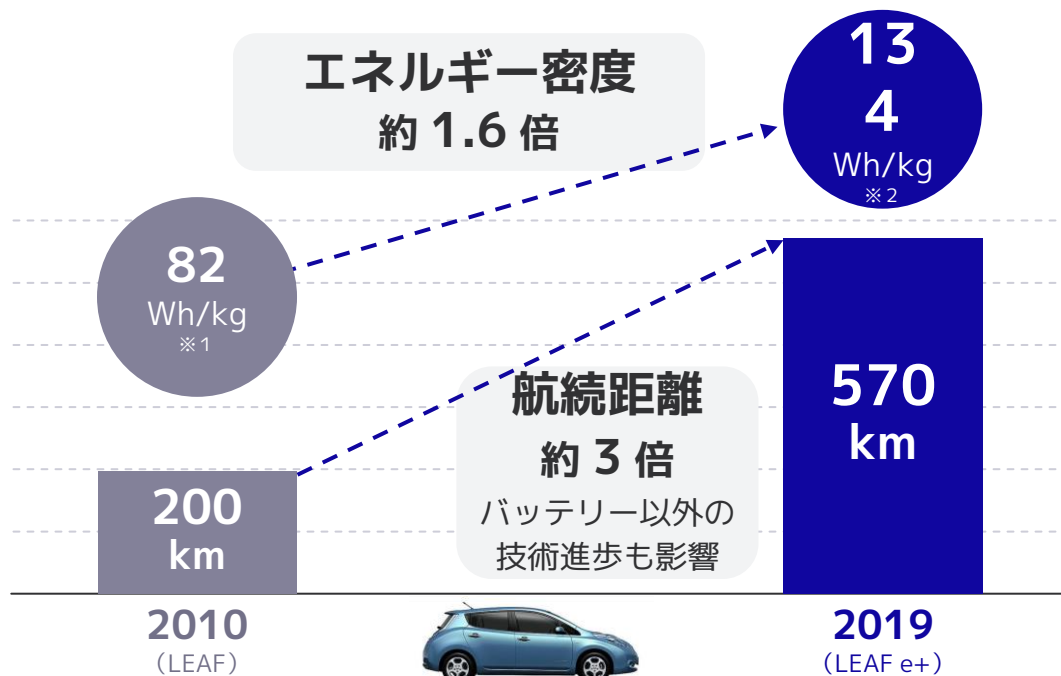 エネルギー密度
約 1.6 倍
13
4
Wh/kg
※2
82
Wh/kg
※1
航続距離
約 3 倍
バッテリー以外の
技術進歩も影響
570
km
200
km
2010
（LEAF）
2019
（LEAF e+）